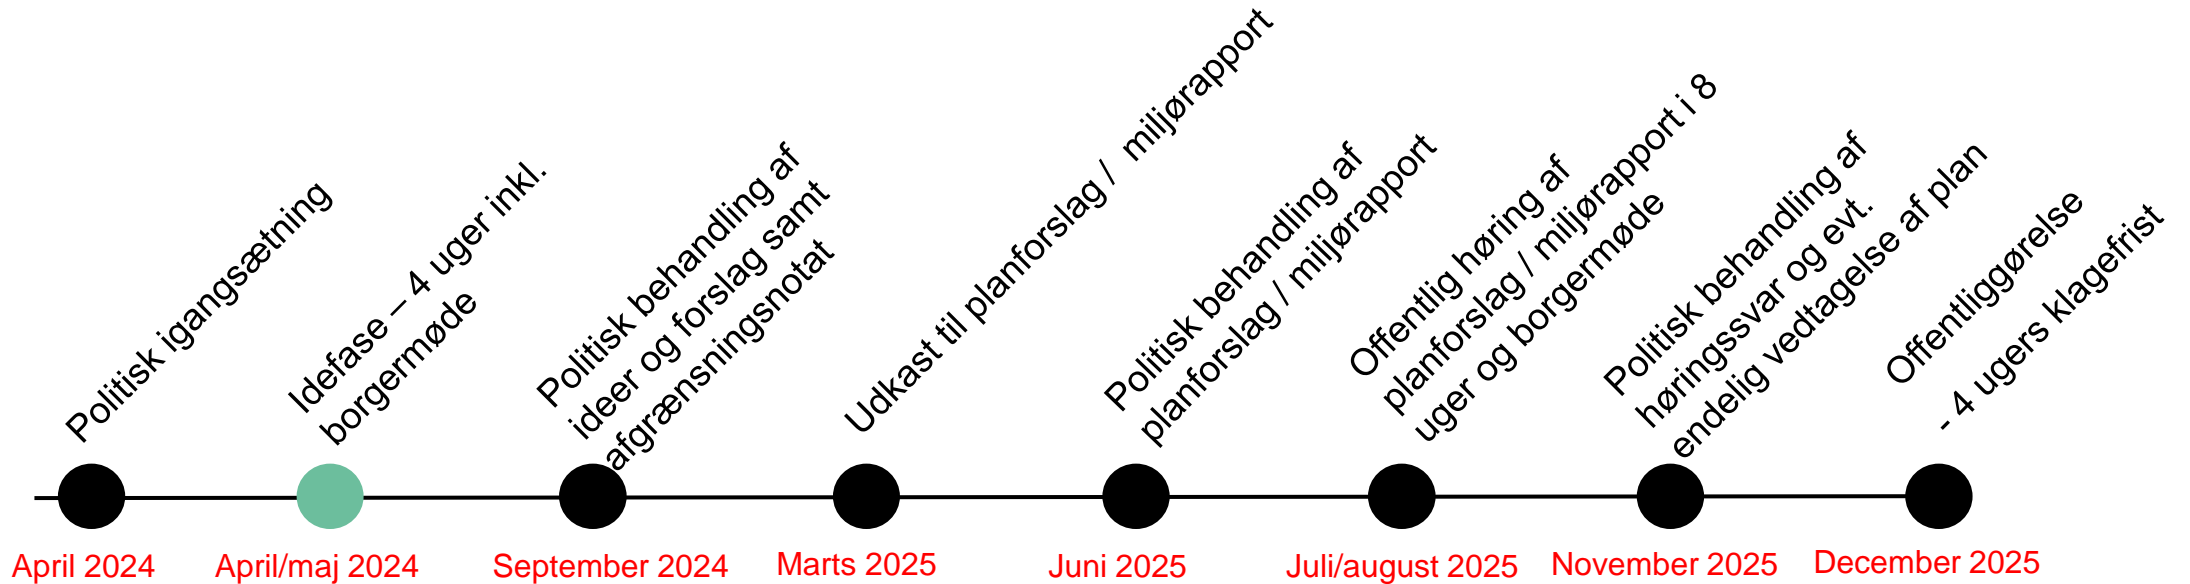 Politisk igangsætning
Idefase – 4 uger inkl.
borgermøde
Politisk behandling af
ideer og forslag samt
afgrænsningsnotat
Udkast til planforslag / miljørapport
Politisk behandling af
planforslag / miljørapport
Offentlig høring af
planforslag / miljørapport i 8
uger og borgermøde
Politisk behandling af
høringssvar og evt.
endelig vedtagelse af plan
Offentliggørelse
- 4 ugers klagefrist
April 2024
April/maj 2024
September 2024
Marts 2025
Juni 2025
Juli/august 2025
November 2025
December 2025